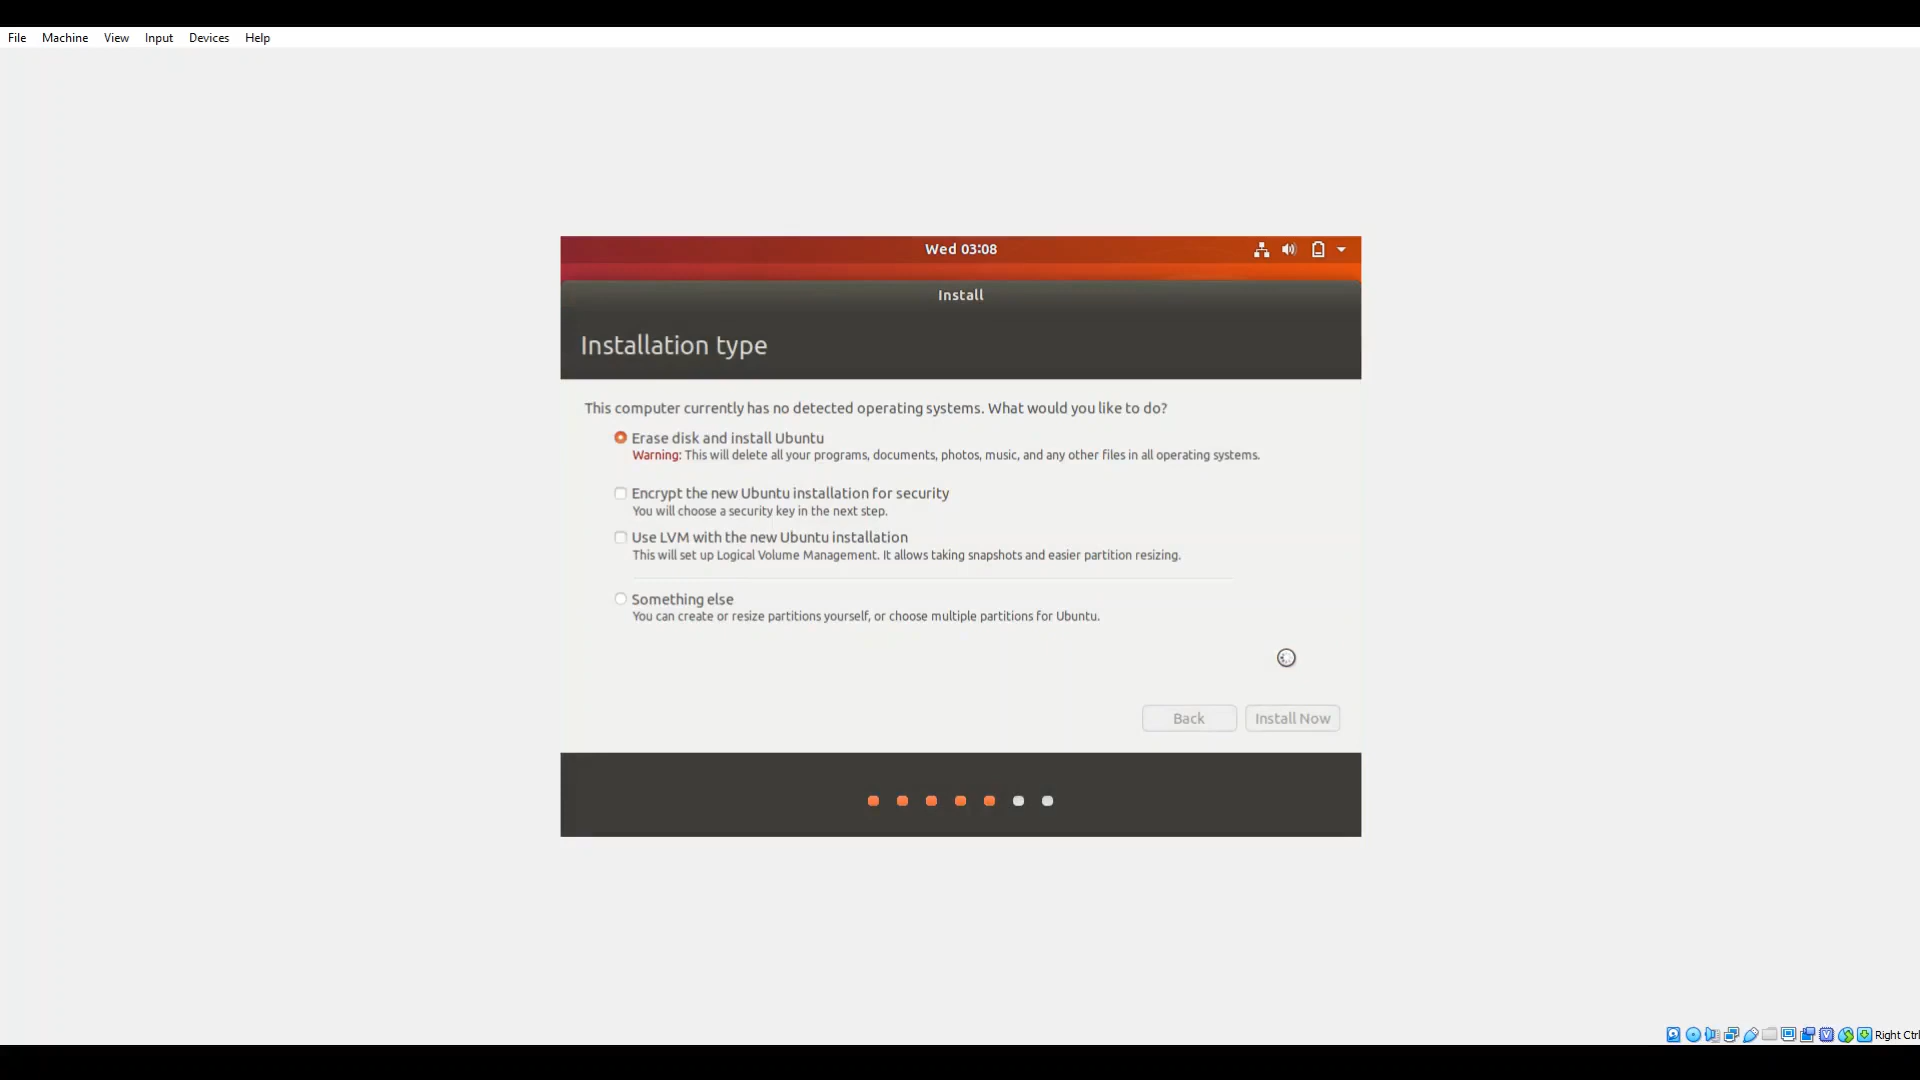 File Machine View Input Devices Help
Wed 03:08
Install
Installation type
This computer currently has no detected operating systems. What would you like to do?
Erase disk and install Ubuntu
Warning: This will delete all your programs, documents, photos, music, and any other files in all operating systems.
Encrypt the new Ubuntu installation for security
You will choose a security key in the next step.
Use LVM with the new Ubuntu installation
This will set up Logical Volume Management. It allows taking snapshots and easier partition resizing.
Something else
You can create or resize partitions yourself, or choose multiple partitions for Ubuntu.
Back Install Now
Right Ctrl